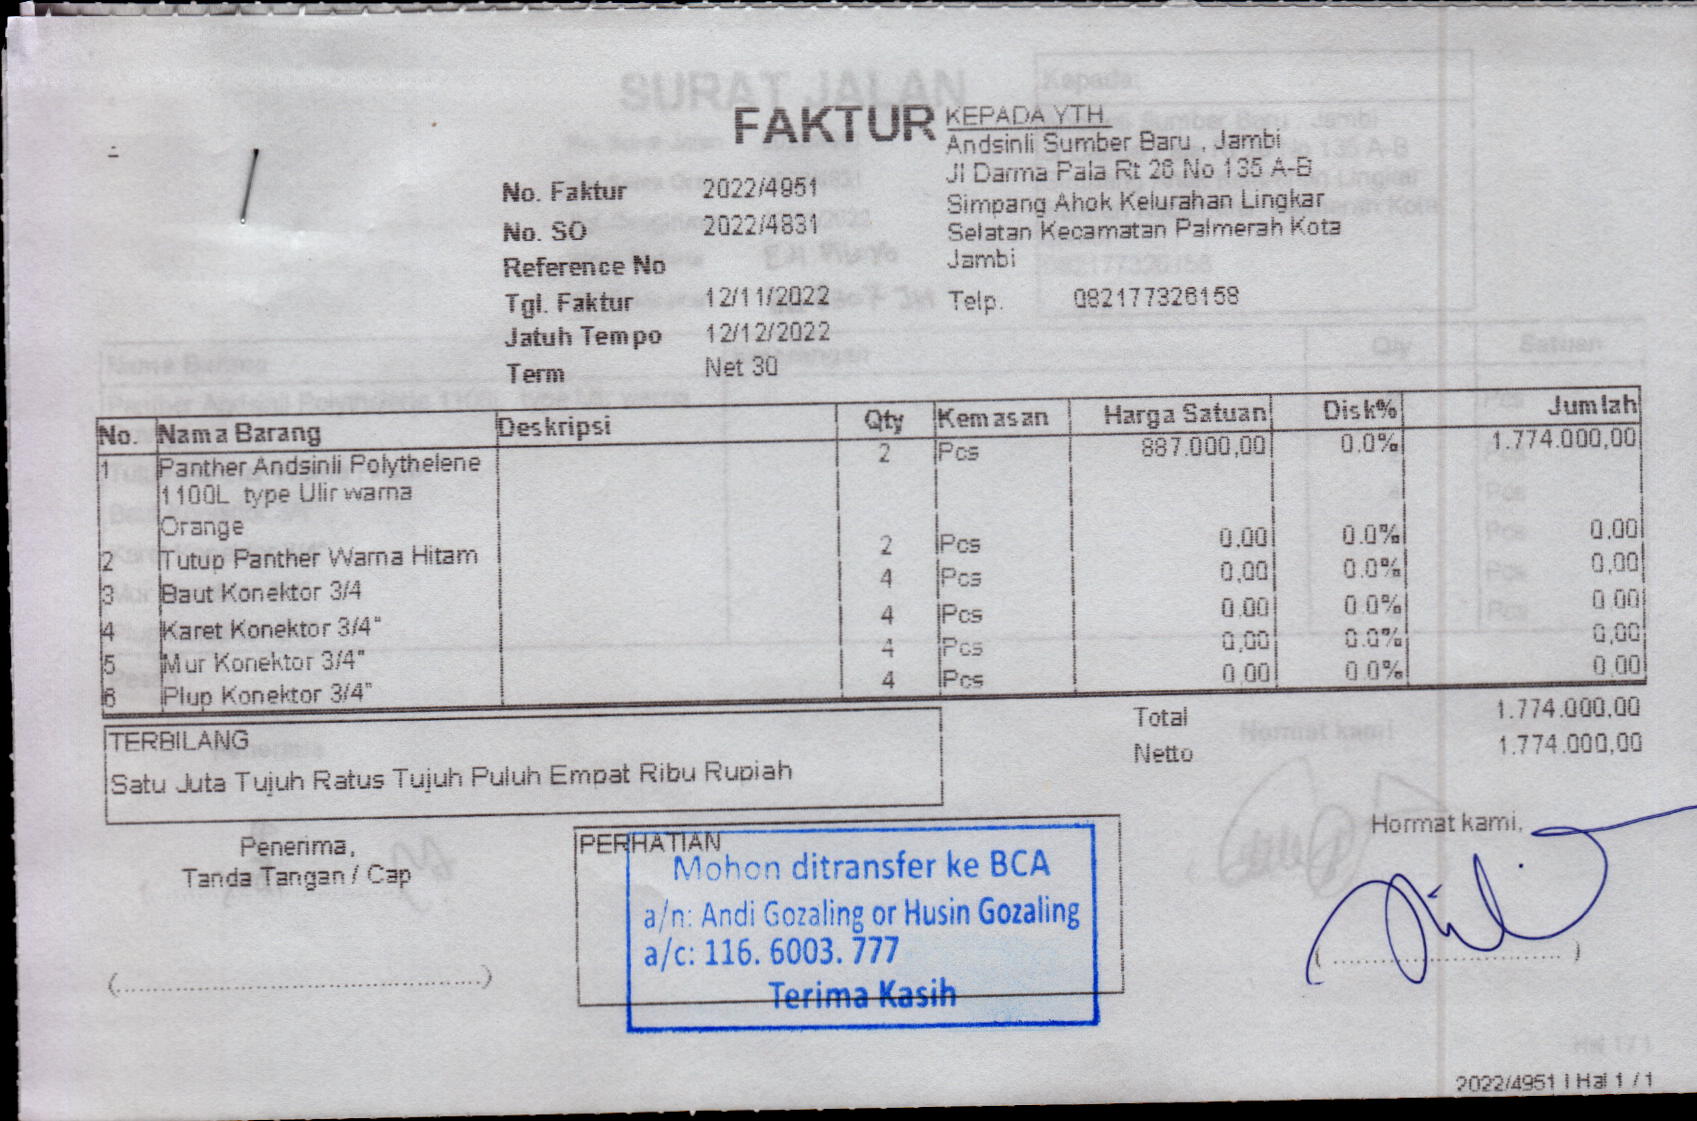 FAKTUR
No. Faktur 2022/4951
No. SO 2022/4831
Reference No
Tgl. Faktur 12/11/2022
Jatuh Tempo 12/12/2022
Term Net 30
KEPADA YTH.
Andsinli Sumber Baru , Jambi
Jl Darma Pala Rt 26 No 135 A-B
Simpang Ahok Kelurahan Lingkar
Selatan Kecamatan Palmerah Kota
Jambi
Telp. 082177326158
No. Nama Barang Deskripsi Qty Kemasan Harga Satuan Disk% Jumlah
1 Panther Andsinli Polythelene 2 Pcs 887.000,00 0.0% 1.774.000,00
1100L type Ulir warna
Orange
2 Tutup Panther Warna Hitam 2 Pcs 0,00 0.0% 0,00
3 Baut Konektor 3/4 4 Pcs 0,00 0.0% 0,00
4 Karet Konektor 3/4" 4 Pcs 0,00 0.0% 0,00
5 Mur Konektor 3/4" 4 Pcs 0,00 0.0% 0,00
6 Plup Konektor 3/4" 4 Pcs 0,00 0.0% 0,00
Total 1.774.000,00
Netto 1.774.000,00
TERBILANG
Satu Juta Tujuh Ratus Tujuh Puluh Empat Ribu Rupiah
Penerima,
Tanda Tangan / Cap
PERHATIAN
Mohon ditransfer ke BCA
a/n: Andi Gozaling or Husin Gozaling
a/c: 116. 6003. 777
Terima Kasih
Hormat kami,
2022/4951 | Hal 1 / 1